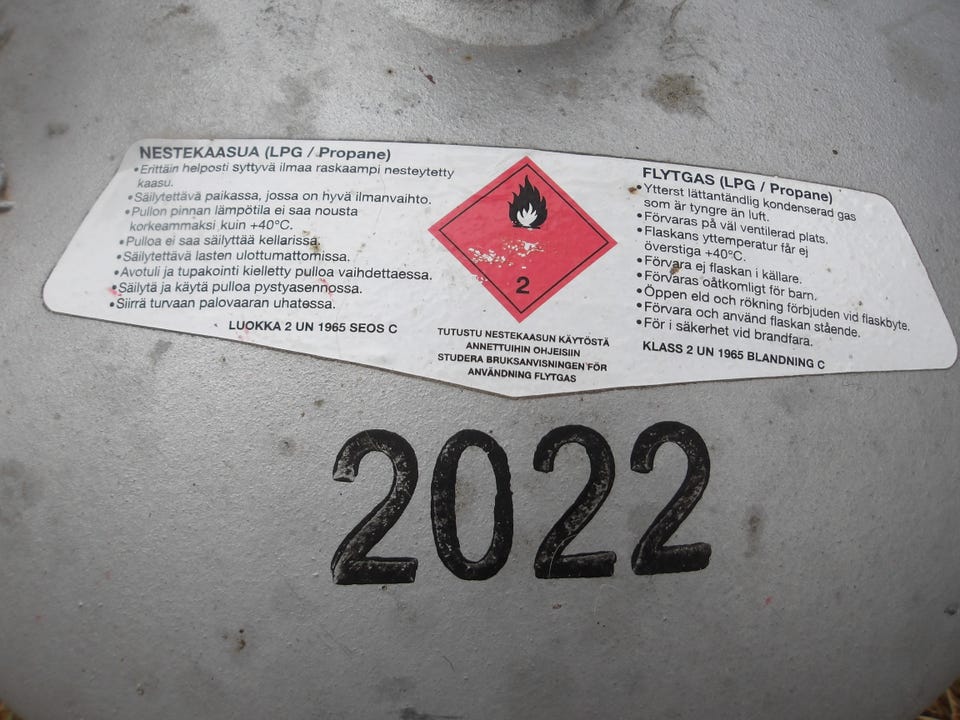 NESTEKAASUA (LPG / Propane)
•Erittäin helposti syttyvä ilmaa raskaampi nesteytetty
kaasu.
•Säilytettävä paikassa, jossa on hyvä ilmanvaihto.
•Pullon pinnan lämpötila ei saa nousta
korkeammaksi kuin +40°C.
•Pulloa ei saa säilyttää kellarissa.
•Säilytettävä lasten ulottumattomissa.
•Avotuli ja tupakointi kielletty pulloa vaihdettaessa.
•Säilytä ja käytä pulloa pystyasennossa.
•Siirrä turvaan palovaaran uhatessa.
LUOKKA 2 UN 1965 SEOS C
2
TUTUSTU NESTEKAASUN KÄYTÖSTÄ
ANNETTUIHIN OHJEISIIN
STUDERA BRUKSANVISNINGEN FÖR
ANVÄNDNING FLYTGAS
FLYTGAS (LPG / Propane)
•Ytterst lättantändlig kondenserad gas
som är tyngre än luft.
•Förvaras på väl ventilerad plats.
•Flaskans yttemperatur får ej
överstiga +40°C.
•Förvara ej flaskan i källare.
•Förvaras oåtkomligt för barn.
•Öppen eld och rökning förbjuden vid flaskbyte.
•Förvara och använd flaskan stående.
•För i säkerhet vid brandfara.
KLASS 2 UN 1965 BLANDNING C
2022